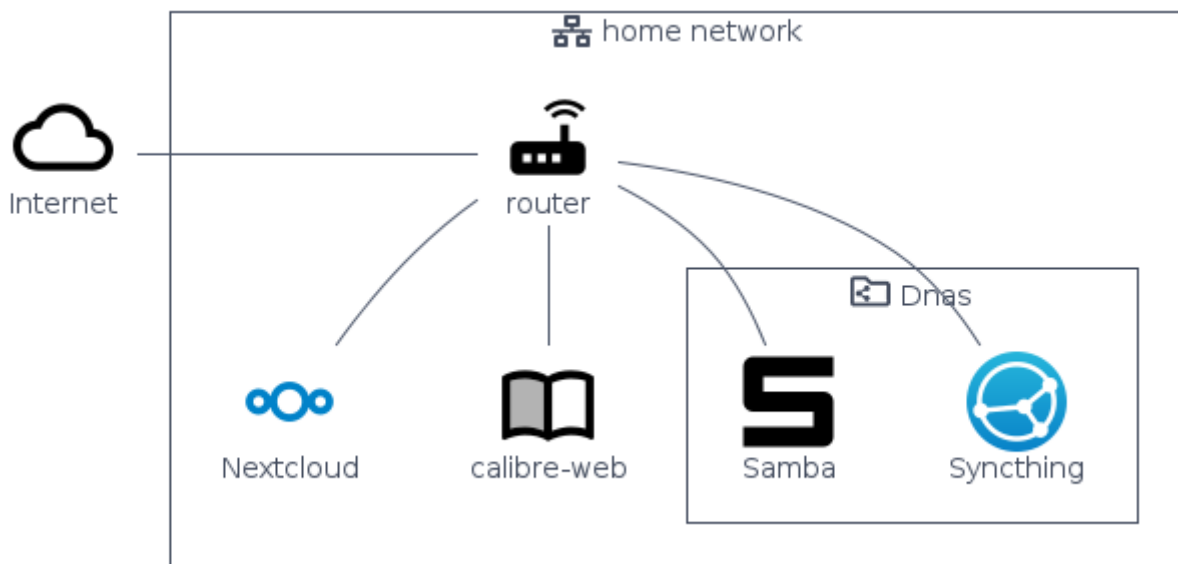 home network
Internet
router
Dnas
Nextcloud
calibre-web
Samba
Syncthing